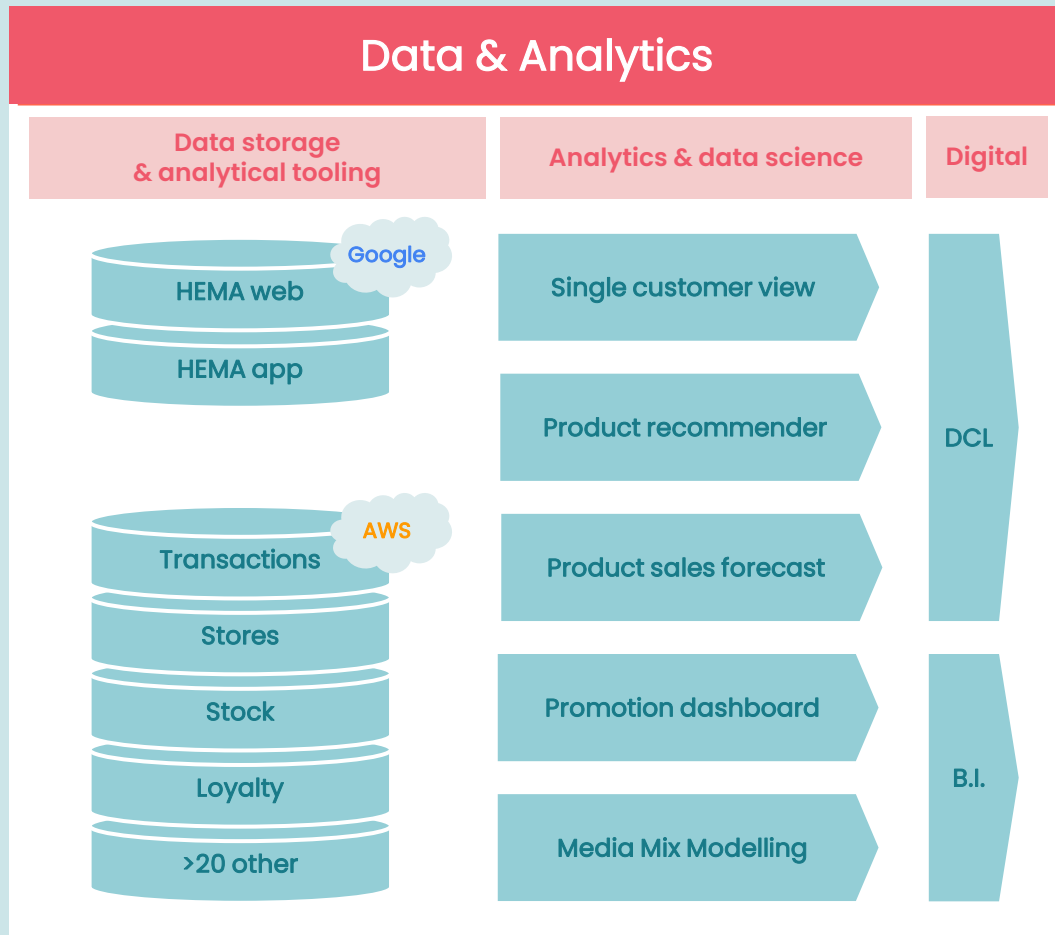 Data & Analytics
Data storage
& analytical tooling
Analytics & data science
Digital
Google
HEMA web
HEMA app
AWS
Transactions
Stores
Stock
Loyalty
>20 other
Single customer view
Product recommender
Product sales forecast
Promotion dashboard
Media Mix Modelling
DCL
B.I.